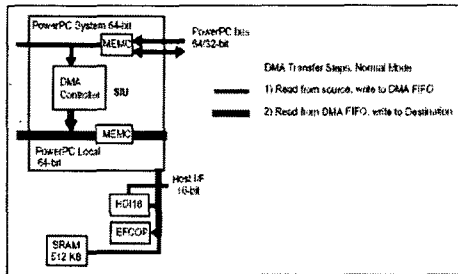 PowerPC System 64-bit
MEMC
PowerPC bus
64/32-bit
DMA
Controller
SIU
MEMC
PowerPC Local
64-bit
Host I/F
16-bit
HDI16
EFCOP
SRAM
512 KB
DMA Transfer Steps, Normal Mode
1) Read from source, write to DMA FIFO
2) Read from DMA FIFO, write to Destination